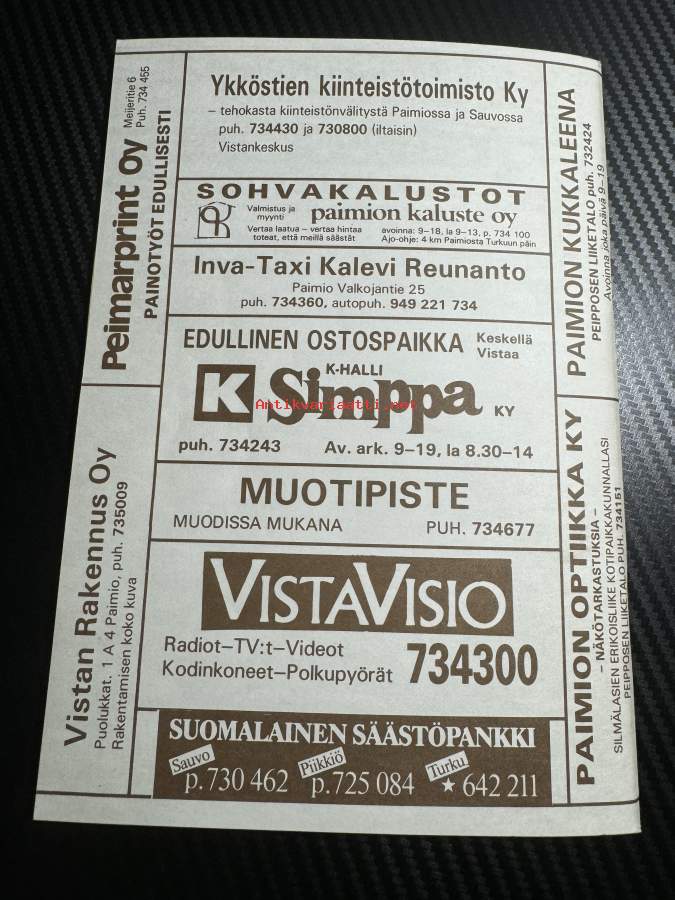 Peimarprint Oy
Meijeritie 6
Puh. 734 455
PAINOTYÖT EDULLISESTI
Vistan Rakennus Oy
Puolukkat. 1 A 4 Paimio, puh. 735009
Rakentamisen koko kuva
Ykköstien kiinteistötoimisto Ky
– tehokasta kiinteistönvälitystä Paimiossa ja Sauvossa
puh. 734430 ja 730800 (iltaisin)
Vistankeskus
SOHVAKALUSTOT
Valmistus ja
myynti
paimion kaluste oy
Vertaa laatua – vertaa hintaa
toteat, että meillä säästät
avoinna: 9–18, la 9–13, p. 734 100
Ajo-ohje: 4 km Paimiosta Turkuun päin
Inva-Taxi Kalevi Reunanto
Paimio Valkojantie 25
puh. 734360, autopuh. 949 221 734
EDULLINEN OSTOSPAIKKA
Keskellä
Vistaa
K-HALLI
K Simppa KY
Antikvariaatti.net
puh. 734243 Av. ark. 9–19, la 8.30–14
MUOTIPISTE
MUODISSA MUKANA PUH. 734677
VISTAVISIO
Radiot–TV:t–Videot
Kodinkoneet–Polkupyörät
734300
SUOMALAINEN SÄÄSTÖPANKKI
Sauvo
p.730 462
Piikkiö
p.725 084
Turku
★ 642 211
PAIMION KUKKALEENA
PEIPPOSEN LIIKETALO puh. 732424
Avoinna joka päivä 9–19
PAIMION OPTIIKKA KY
– NÄKÖTARKASTUKSIA –
SILMÄLASIEN ERIKOISLIIKE KOTIPAIKKAKUNNALLASI
PEIPPOSEN LIIKETALO PUH. 734151